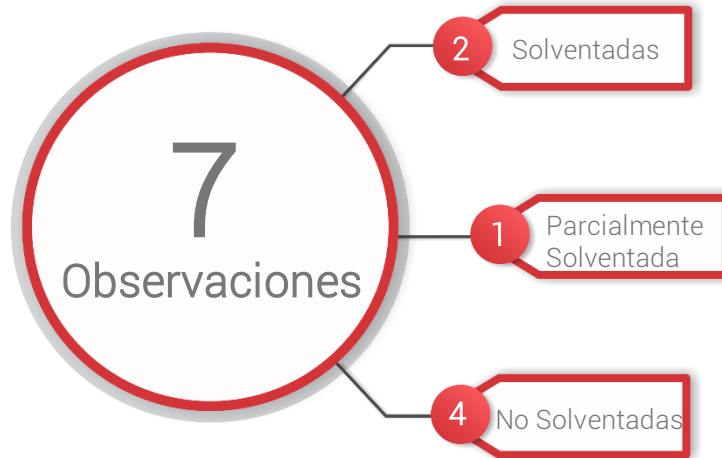 7
Observaciones
2
Solventadas
1
Parcialmente
Solventada
4
No Solventadas